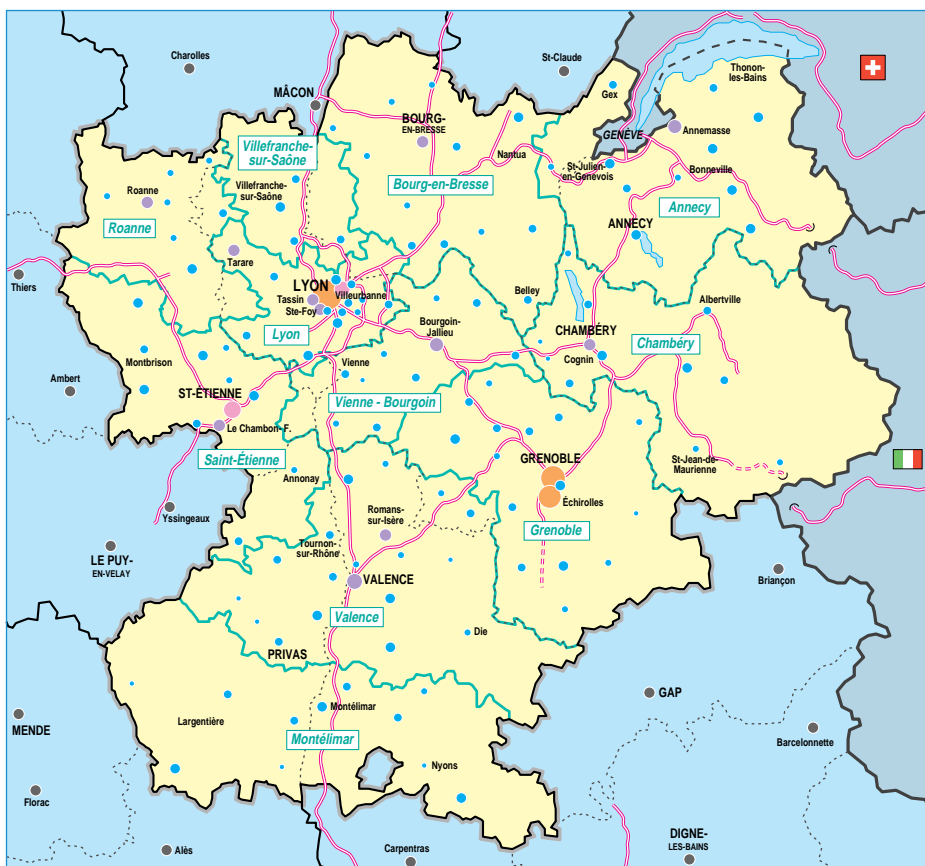 Charolles
St-Claude
Thonon-
les-Bains
MÂCON
Gex
BOURG-
EN-BRESSE
GENÈVE
Annemasse
Villefranche-
sur-Saône
Nantua
St-Julien-
en-Genevois
Bonneville
Roanne
Villefranche-
sur-Saône
Bourg-en-Bresse
Annecy
Roanne
ANNECY
Tarare
Thiers
LYON
Villeurbanne
Tassin
Ste-Foy
Belley
Albertville
Bourgoin-
Jallieu
Lyon
CHAMBÉRY
Chambéry
Montbrison
Vienne
Cognin
Ambert
ST-ÉTIENNE
Vienne - Bourgoin
Le Chambon-F.
Saint-Étienne
GRENOBLE
St-Jean-de-
Maurienne
Annonay
Échirolles
Yssingeaux
Romans-
sur-Isère
Grenoble
Tournon-
sur-Rhône
LE PUY-
EN-VELAY
VALENCE
Briançon
Valence
Die
PRIVAS
GAP
Largentière
Montélimar
MENDE
Montélimar
Barcelonnette
Nyons
Florac
DIGNE-
LES-BAINS
Alès
Carpentras